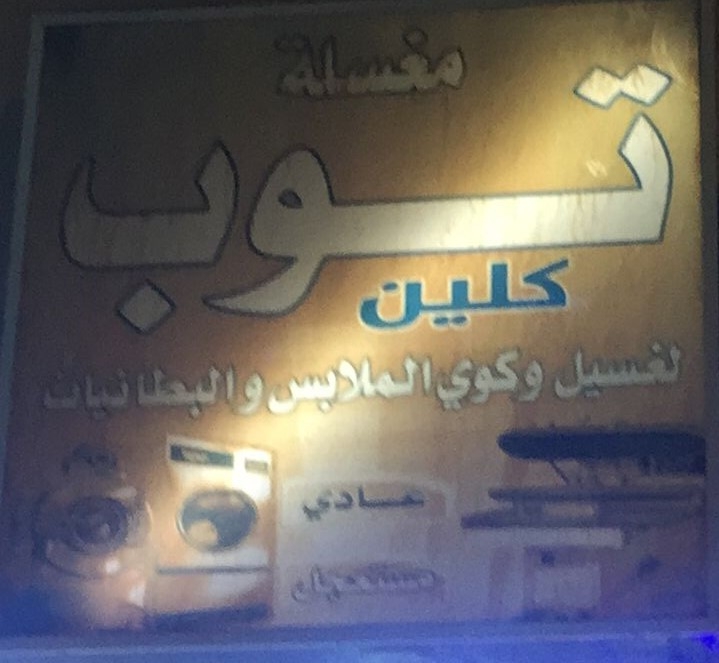 مغسلة
توب
كلين
لغسيل وكوي الملابس والبطانيات
عادي
مستعجل